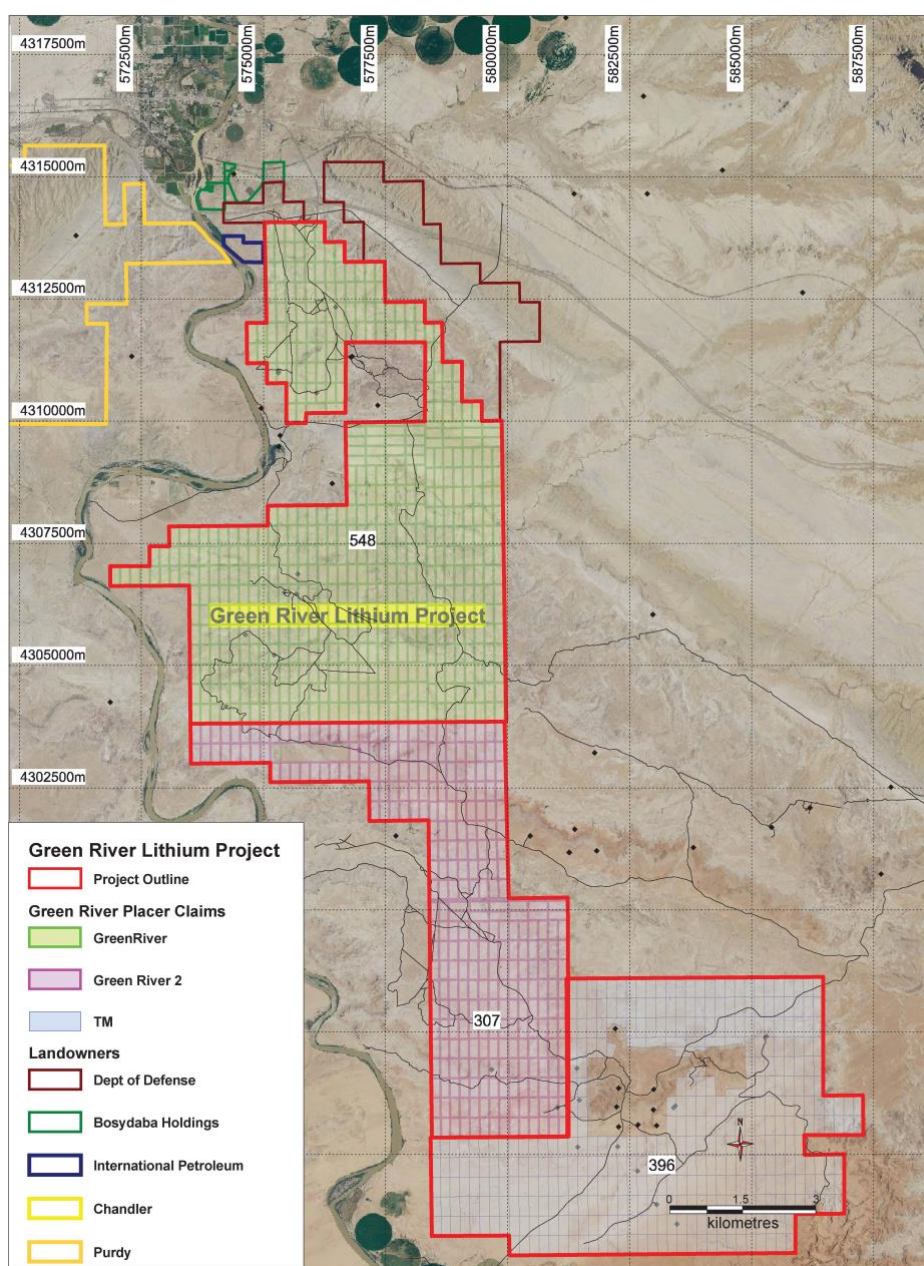 572500m
575000m
577500m
580000m
582500m
585000m
587500m
4317500m
4315000m
4312500m
4310000m
4307500m
4305000m
4302500m
548
Green River Lithium Project
307
396
N
0 1.5 3
kilometres
Green River Lithium Project
Project Outline
Green River Placer Claims
GreenRiver
Green River 2
TM
Landowners
Dept of Defense
Bosydaba Holdings
International Petroleum
Chandler
Purdy